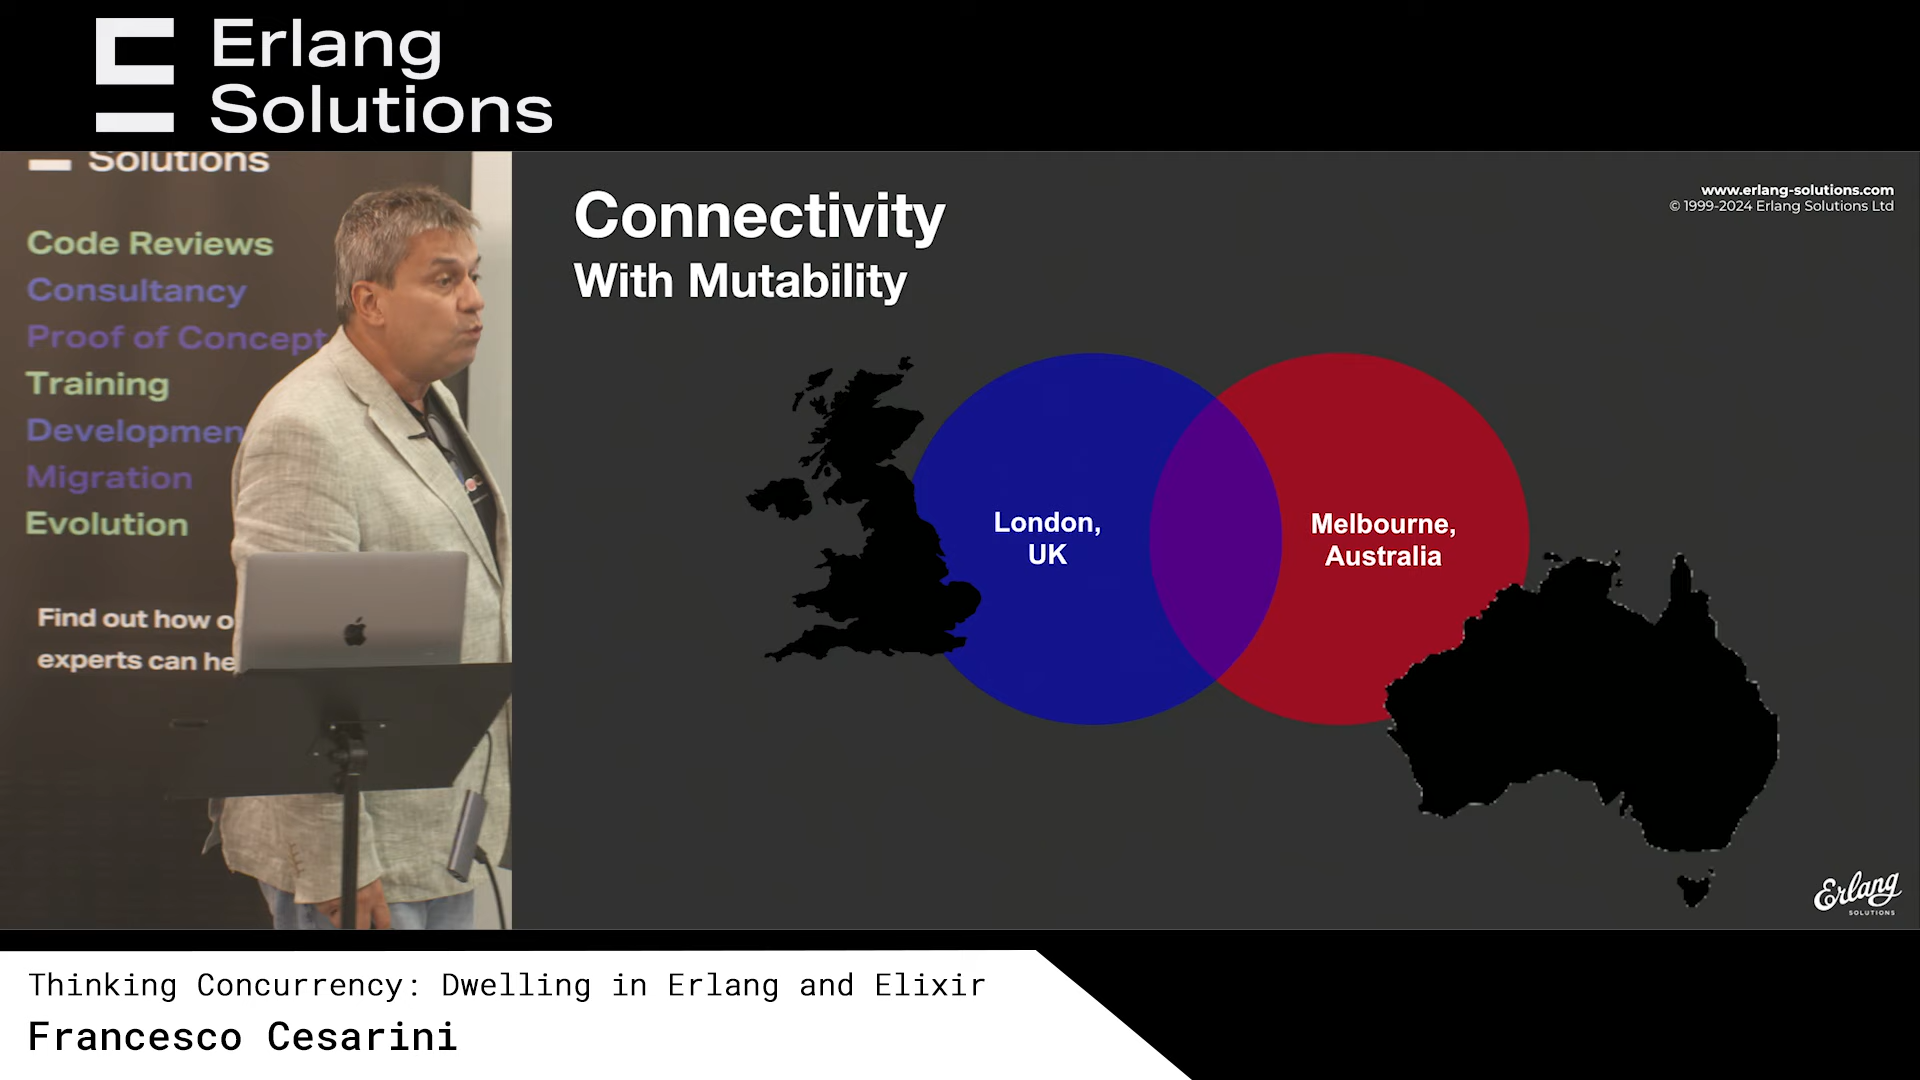 Erlang
Solutions
Solutions
Code Reviews
Consultancy
Proof of Concept
Training
Developmen
Migration
Evolution
Find out how o
experts can he
Connectivity
With Mutability
www.erlang-solutions.com
© 1999-2024 Erlang Solutions Ltd
London,
UK
Melbourne,
Australia
Erlang
SOLUTIONS
Thinking Concurrency: Dwelling in Erlang and Elixir
Francesco Cesarini